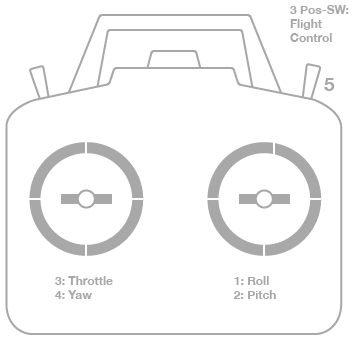 3 Pos-SW:
Flight
Control
5
3: Throttle
4: Yaw
1: Roll
2: Pitch